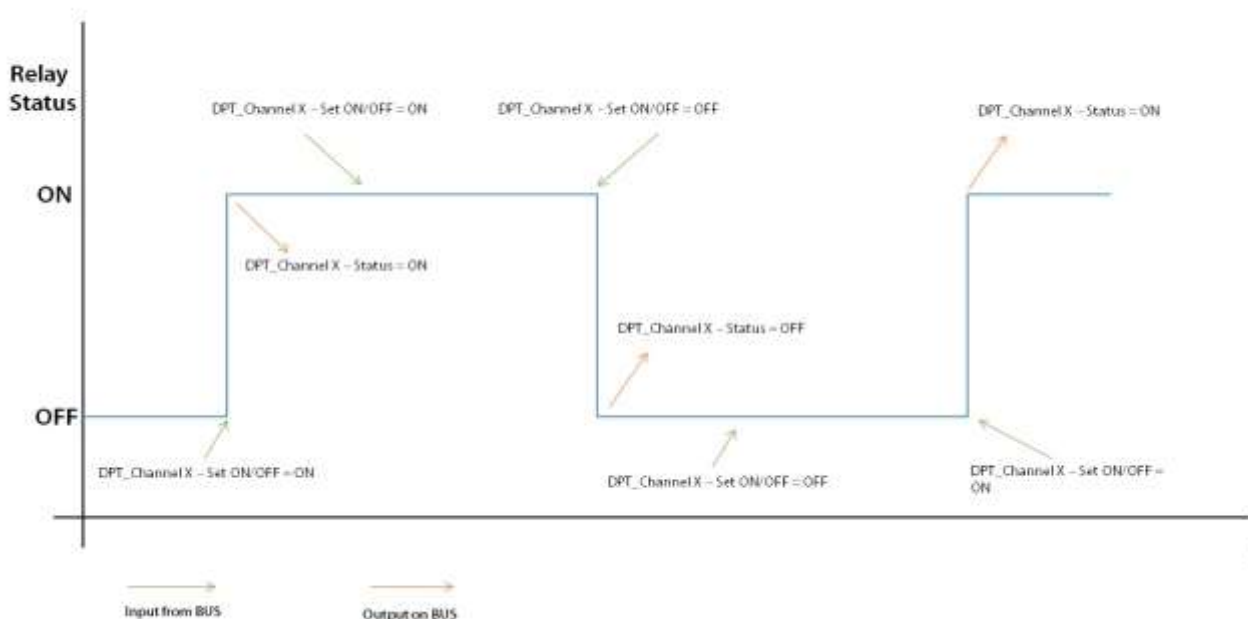 Relay
Status
DPT_Channel X – Set ON/OFF = ON
DPT_Channel X – Set ON/OFF = OFF
DPT_Channel X – Status = ON
ON
DPT_Channel X – Status = ON
DPT_Channel X – Status = OFF
OFF
DPT_Channel X – Set ON/OFF = ON
DPT_Channel X – Set ON/OFF = OFF
DPT_Channel X – Set ON/OFF =
ON
Input from BUS
Output on BUS